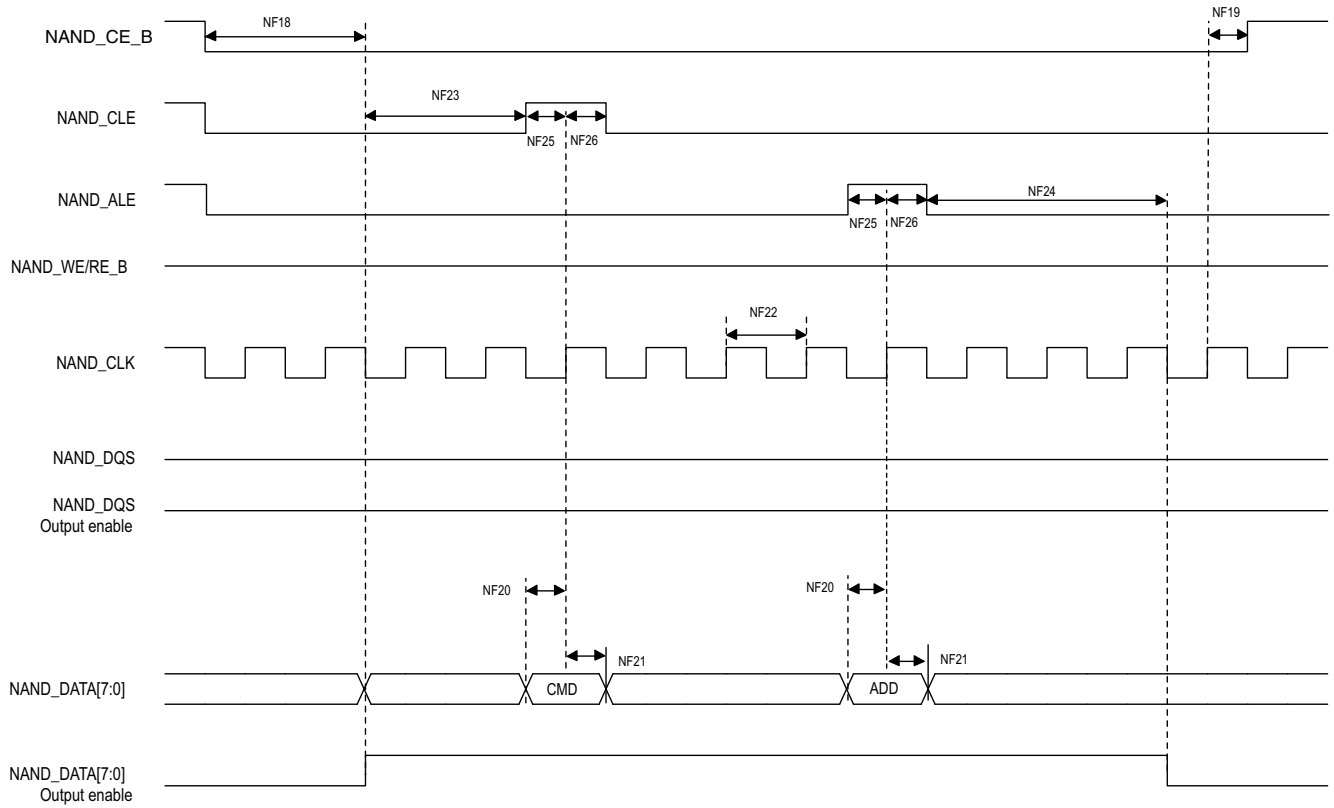 NF18
NF19
NAND_CE_B
NF23
NAND_CLE
NF25
NF26
NAND_ALE
NF24
NF25
NF26
NAND_WE/RE_B
NF22
NAND_CLK
NAND_DQS
NAND_DQS
Output enable
NF20
NF20
NF21
NF21
NAND_DATA[7:0]
CMD
ADD
NAND_DATA[7:0]
Output enable